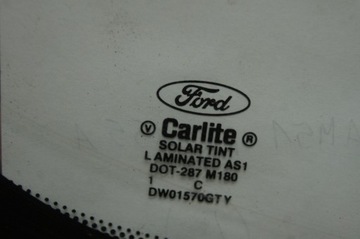 Ford
V Carlite R
SOLAR TINT
LAMINATED AS1
DOT-287 M180
1 C
DW01570GTY